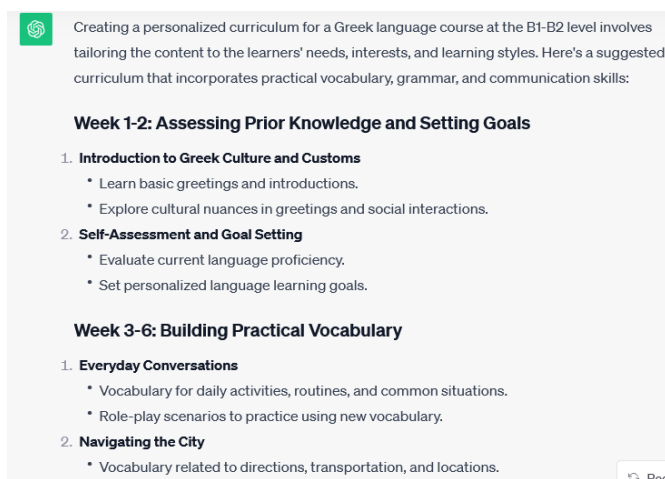 Creating a personalized curriculum for a Greek language course at the B1-B2 level involves
tailoring the content to the learners' needs, interests, and learning styles. Here's a suggested
curriculum that incorporates practical vocabulary, grammar, and communication skills:
Week 1-2: Assessing Prior Knowledge and Setting Goals
1. Introduction to Greek Culture and Customs
• Learn basic greetings and introductions.
• Explore cultural nuances in greetings and social interactions.
2. Self-Assessment and Goal Setting
• Evaluate current language proficiency.
• Set personalized language learning goals.
Week 3-6: Building Practical Vocabulary
1. Everyday Conversations
• Vocabulary for daily activities, routines, and common situations.
• Role-play scenarios to practice using new vocabulary.
2. Navigating the City
• Vocabulary related to directions, transportation, and locations.